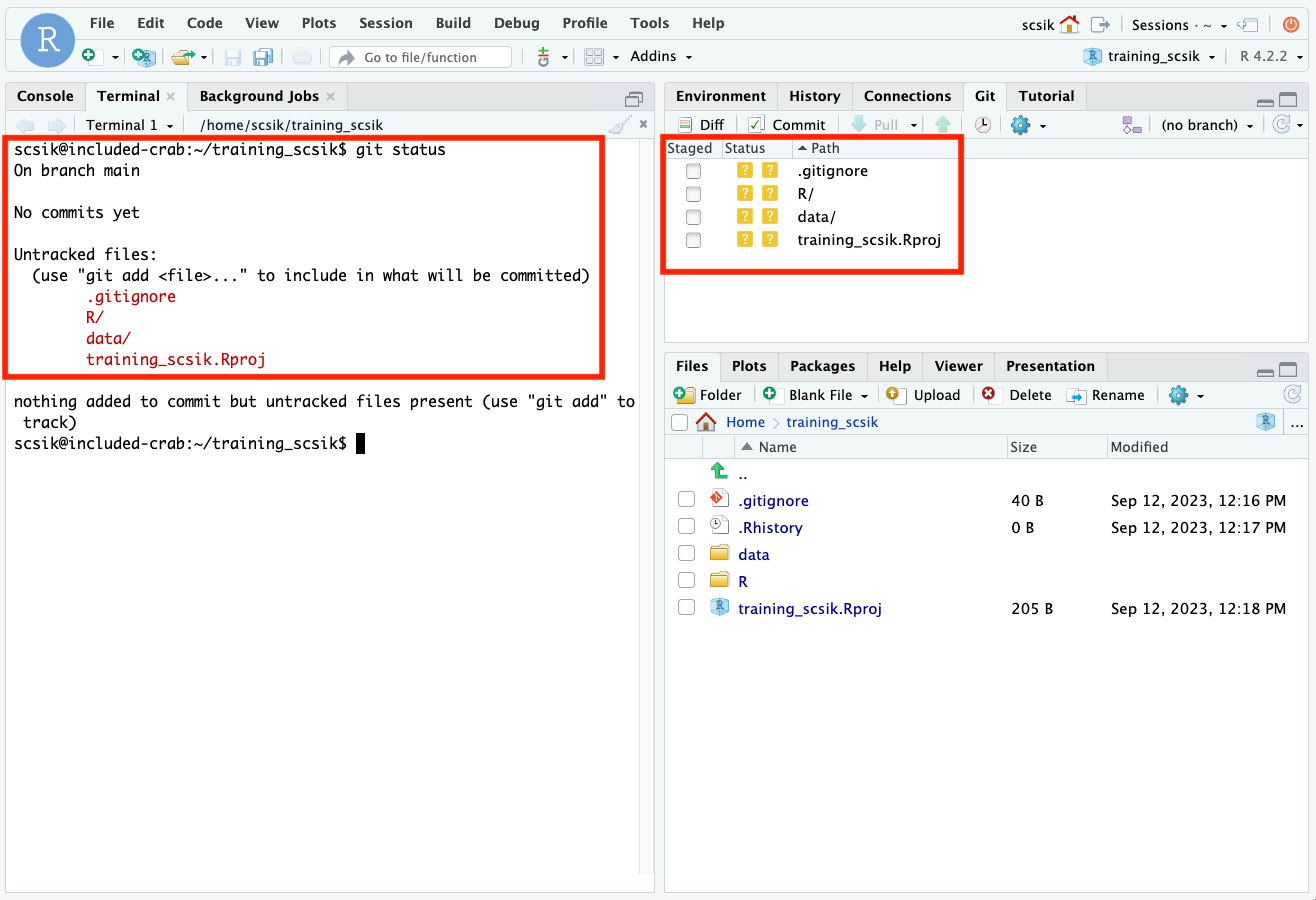 R
File Edit Code View Plots Session Build Debug Profile Tools Help
scsik
Sessions
~
Go to file/function
Addins
training_scsik
R 4.2.2
Console Terminal Background Jobs
Terminal 1 /home/scsik/training_scsik
scsik@included-crab:~/training_scsik$ git status
On branch main
No commits yet
Untracked files:
(use "git add <file>..." to include in what will be committed)
.gitignore
R/
data/
training_scsik.Rproj
nothing added to commit but untracked files present (use "git add" to
track)
scsik@included-crab:~/training_scsik$
Environment History Connections Git Tutorial
Diff Commit Pull (no branch)
Staged Status Path
? ? .gitignore
? ? R/
? ? data/
? ? training_scsik.Rproj
Files Plots Packages Help Viewer Presentation
Folder Blank File Upload Delete Rename
Home training_scsik ...
Name Size Modified
..
.gitignore 40 B Sep 12, 2023, 12:16 PM
.Rhistory 0 B Sep 12, 2023, 12:17 PM
data
R
training_scsik.Rproj 205 B Sep 12, 2023, 12:18 PM